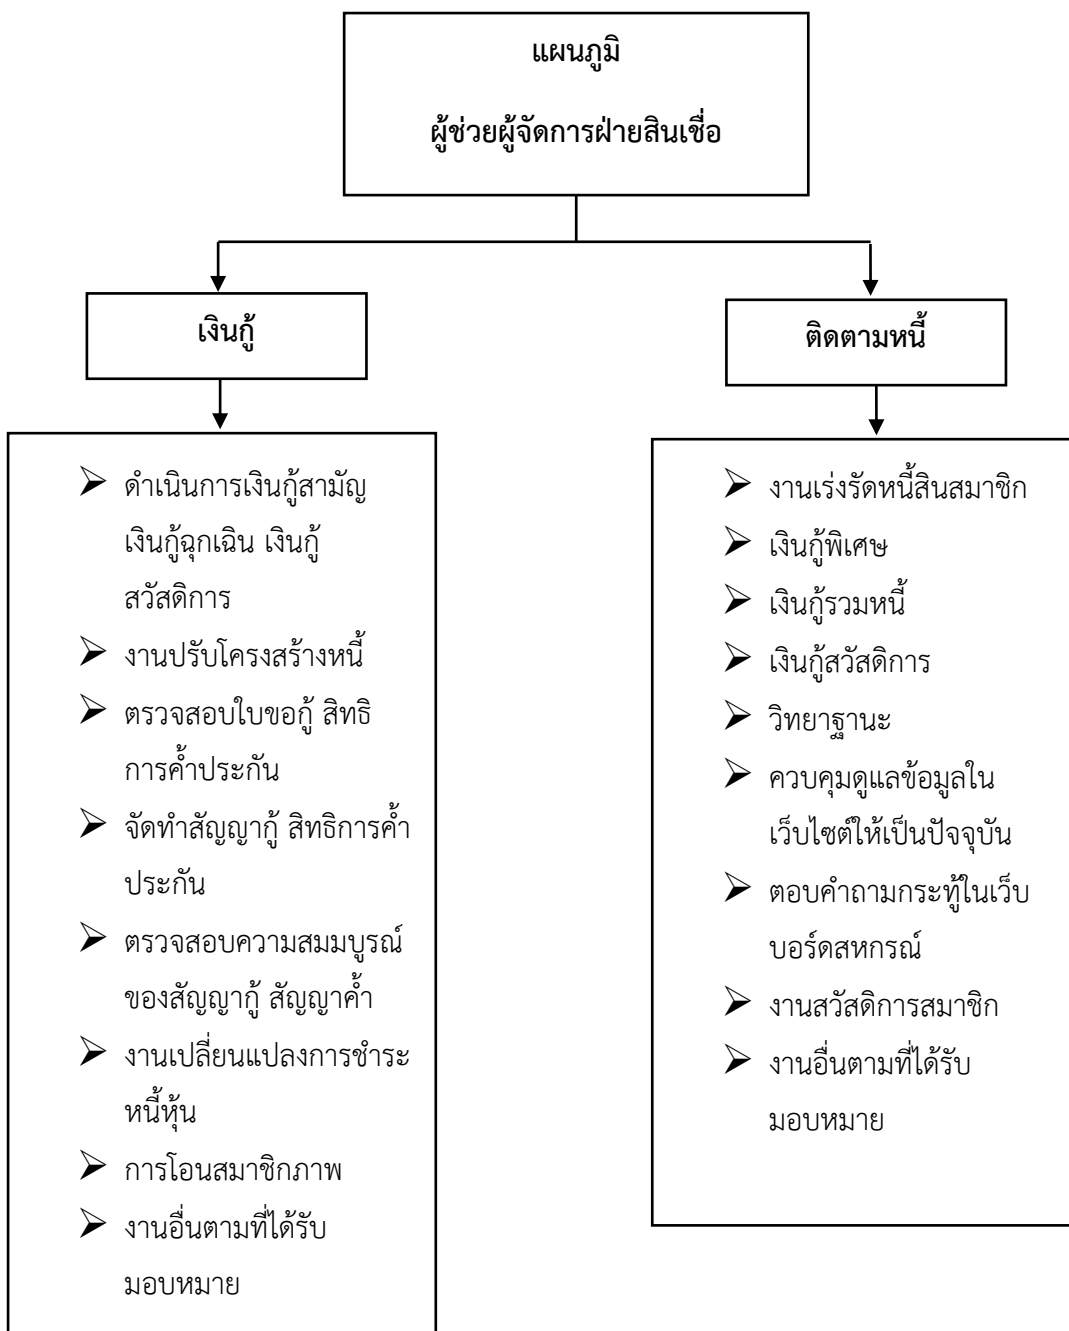 แผนภูมิ
ผู้ช่วยผู้จัดการฝ่ายสินเชื่อ
เงินกู้
ดำเนินการเงินกู้สามัญ
เงินกู้ฉุกเฉิน เงินกู้
สวัสดิการ
งานปรับโครงสร้างหนี้
ตรวจสอบใบขอกู้ สิทธิ
การค้ำประกัน
จัดทำสัญญากู้ สิทธิการค้ำ
ประกัน
ตรวจสอบความสมมบูรณ์
ของสัญญากู้ สัญญาค้ำ
งานเปลี่ยนแปลงการชำระ
หนี้หุ้น
การโอนสมาชิกภาพ
งานอื่นตามที่ได้รับ
มอบหมาย
ติดตามหนี้
งานเร่งรัดหนี้สินสมาชิก
เงินกู้พิเศษ
เงินกู้รวมหนี้
เงินกู้สวัสดิการ
วิทยาฐานะ
ควบคุมดูแลข้อมูลใน
เว็บไซต์ให้เป็นปัจจุบัน
ตอบคำถามกระทู้ในเว็บ
บอร์ดสหกรณ์
งานสวัสดิการสมาชิก
งานอื่นตามที่ได้รับ
มอบหมาย